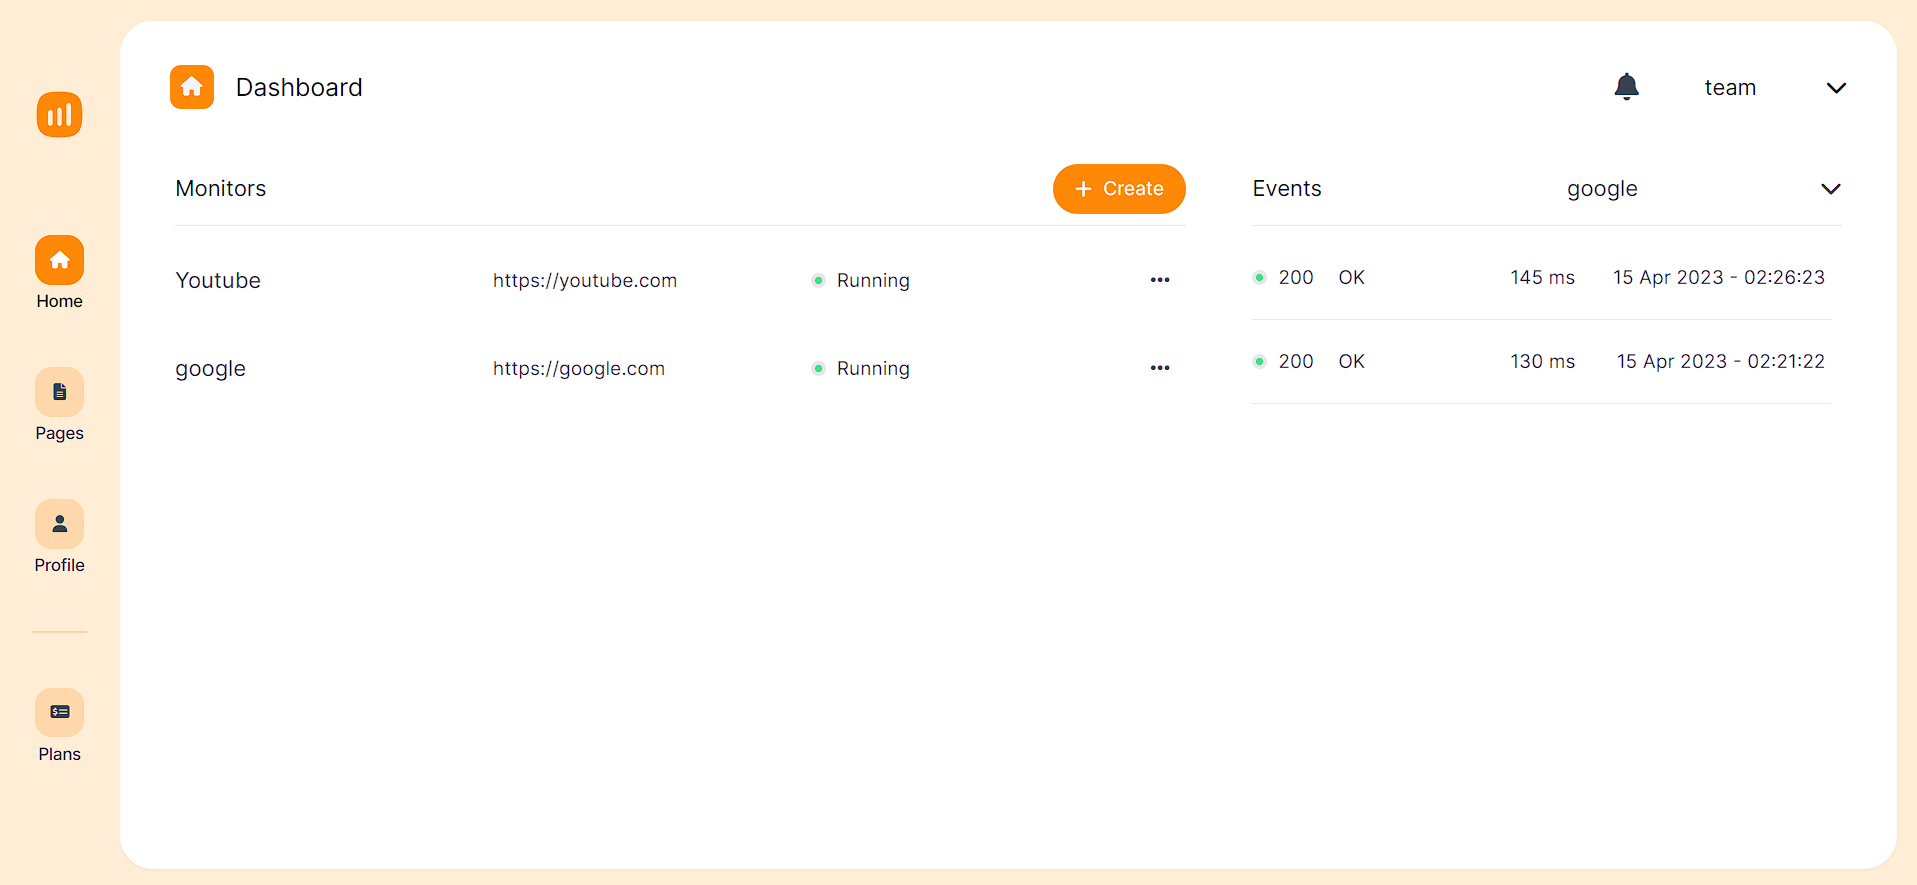 Dashboard
team
Monitors
+ Create
Events
google
Youtube
https://youtube.com
Running
google
https://google.com
Running
200 OK 145 ms 15 Apr 2023 - 02:26:23
200 OK 130 ms 15 Apr 2023 - 02:21:22
Home
Pages
Profile
Plans